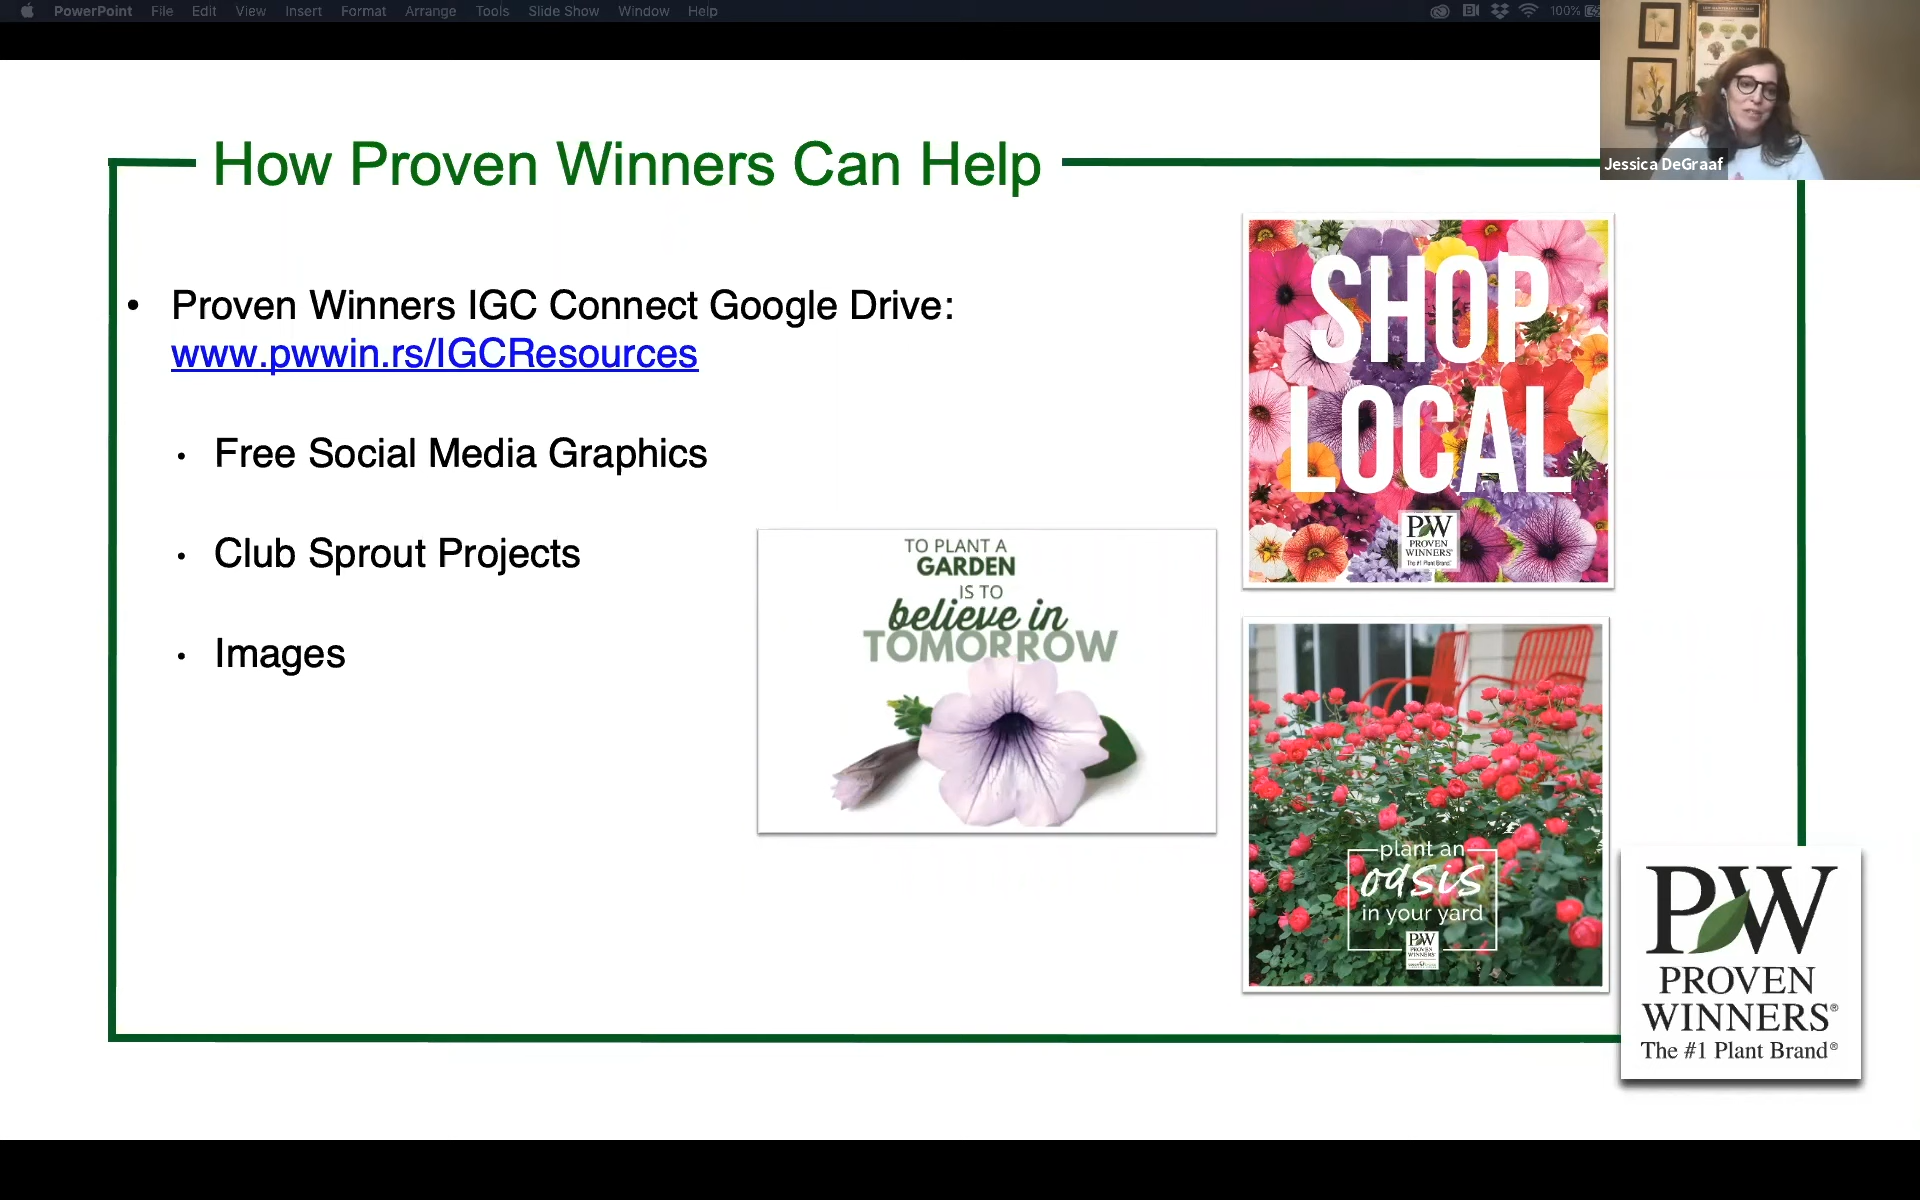 PowerPoint File Edit View Insert Format Arrange Tools Slide Show Window Help
100%
Jessica DeGraaf
How Proven Winners Can Help
• Proven Winners IGC Connect Google Drive:
www.pwwin.rs/IGCResources
• Free Social Media Graphics
• Club Sprout Projects
• Images
TO PLANT A
GARDEN
IS TO
believe in
TOMORROW
SHOP
LOCAL
PW
PROVEN
WINNERS®
The #1 Plant Brand®
plant an
oasis
in your yard
PW
PROVEN
WINNERS®
PW
PROVEN
WINNERS®
The #1 Plant Brand®